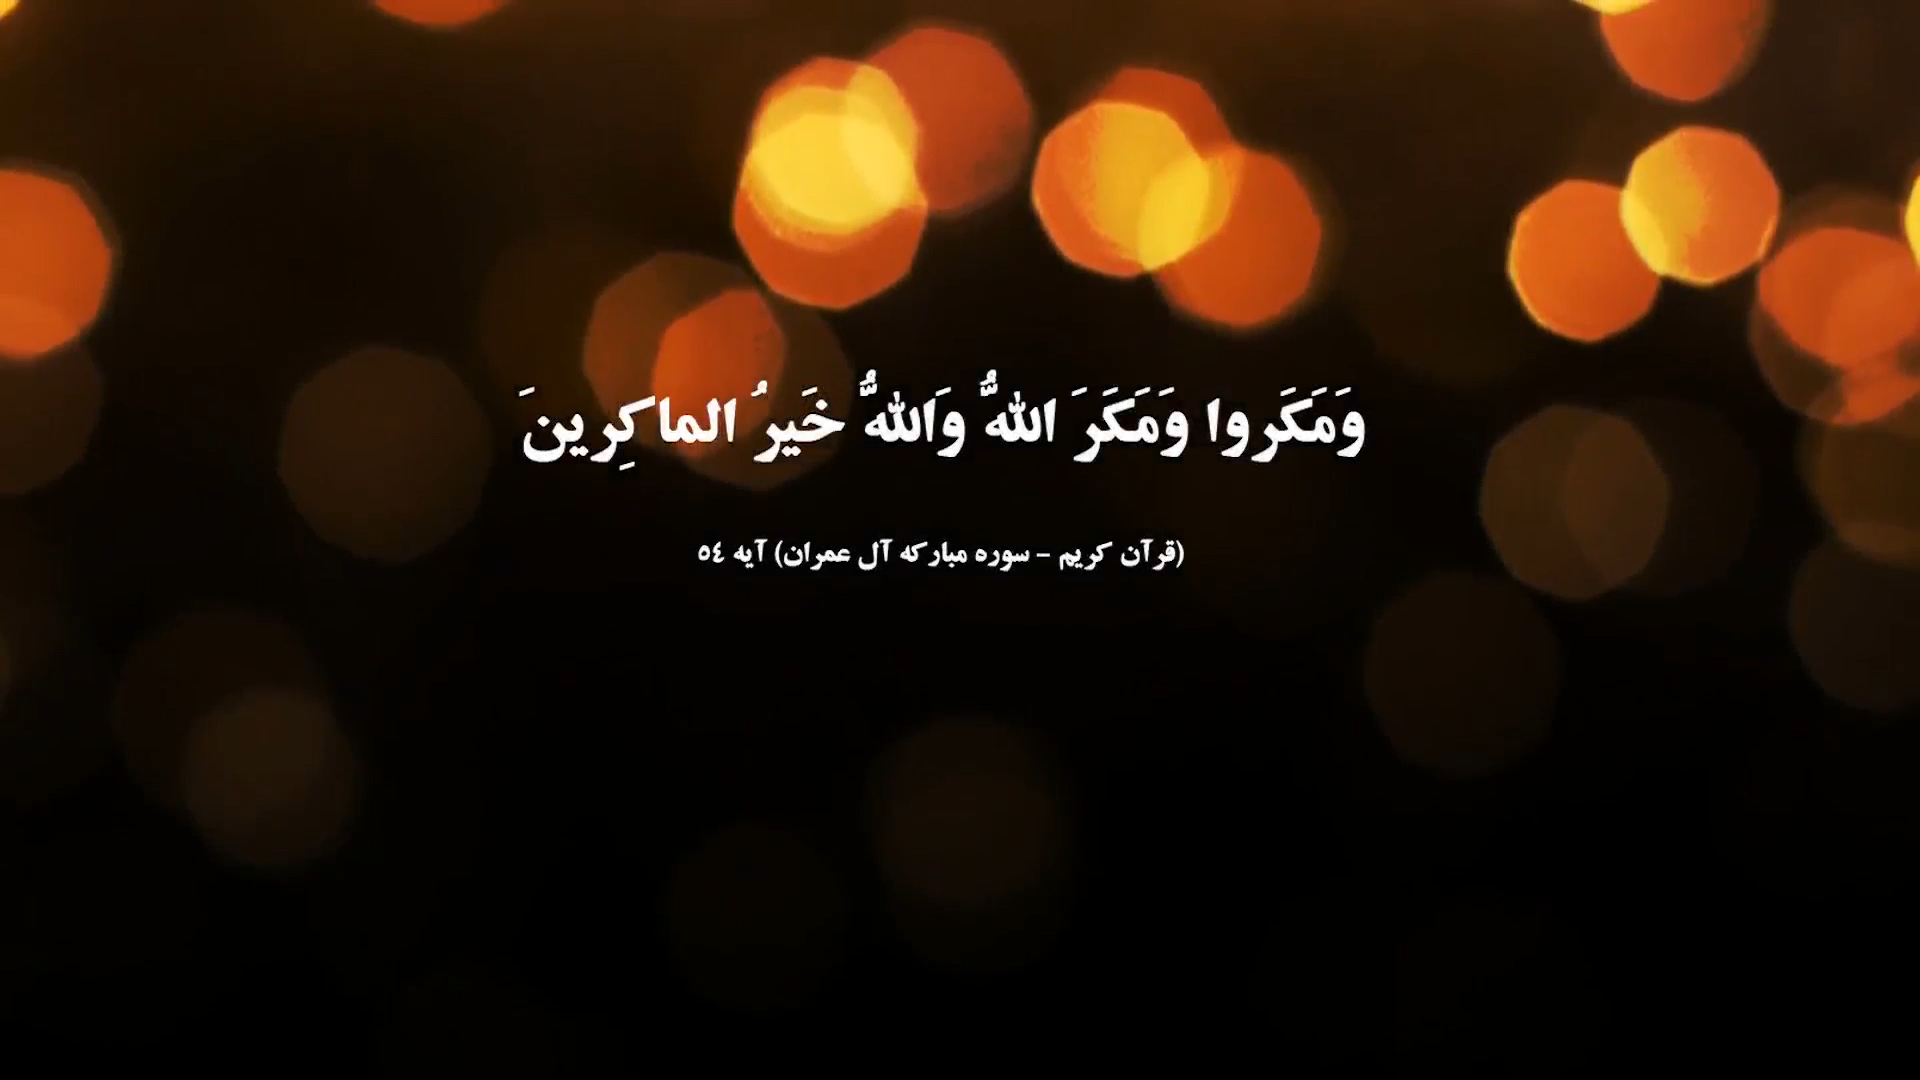 وَمَكَروا وَمَكَرَ اللهُّ وَاللهُّ خَيرُ الماكِرينَ
(قرآن کریم – سوره مبارکه آل عمران) آیه ٥٤